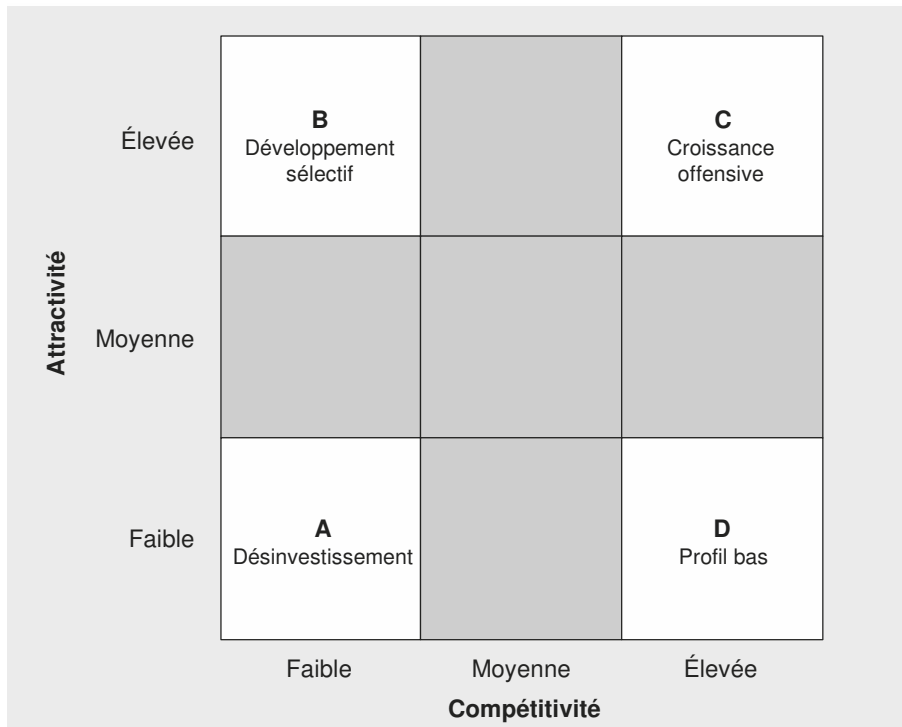 Élevée
B
Développement
sélectif
C
Croissance
offensive
Attractivité
Moyenne
Faible
A
Désinvestissement
D
Profil bas
Faible
Moyenne
Élevée
Compétitivité